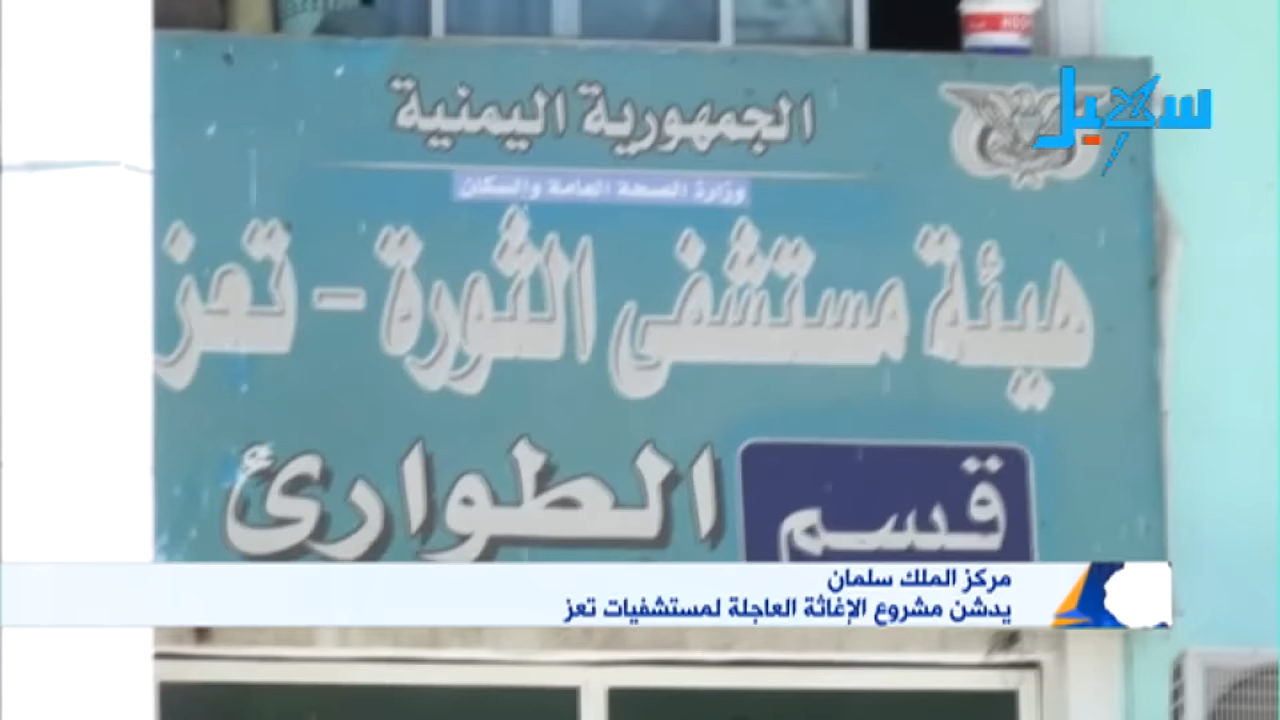 سهيل
الجمهورية اليمنية
وزارة الصحة العامة والسكان
هيئة مستشفى الثورة - تعز
قسم الطوارئ
مركز الملك سلمان
يدشن مشروع الإغاثة العاجلة لمستشفيات تعز